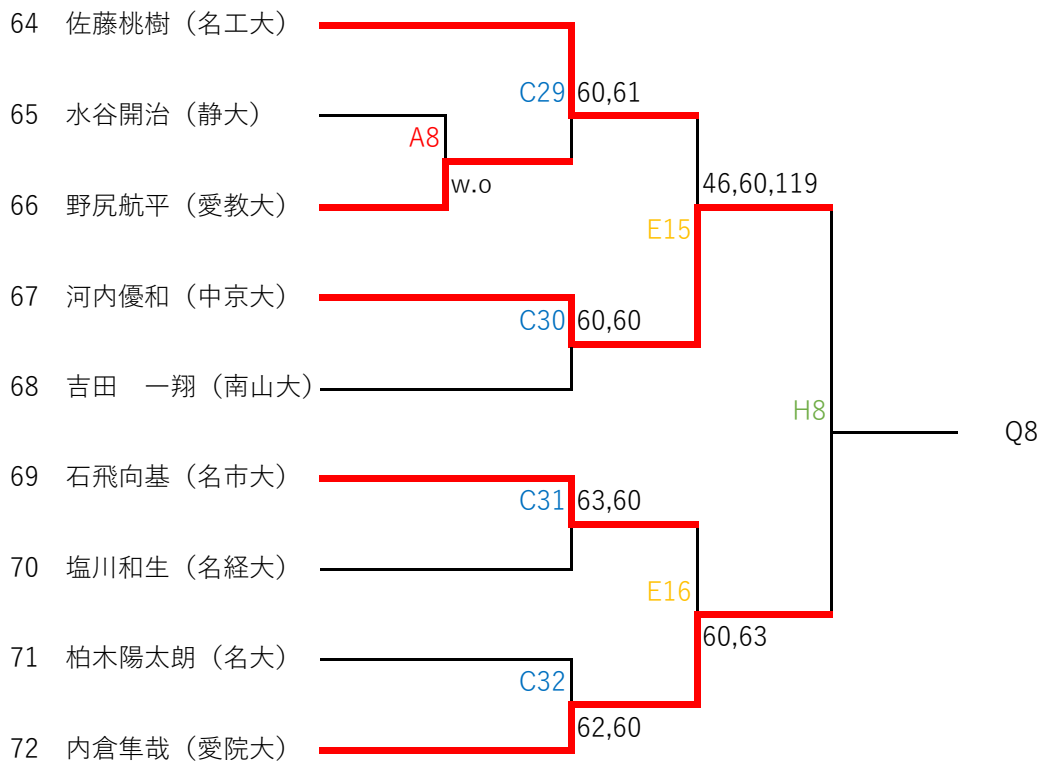 64 佐藤桃樹（名工大）
C29 60,61
65 水谷開治（静大）
A8
w.o
46,60,119
66 野尻航平（愛教大）
E15
67 河内優和（中京大）
C30 60,60
68 吉田　一翔（南山大）
H8
Q8
69 石飛向基（名市大）
C31 63,60
70 塩川和生（名経大）
E16
60,63
71 柏木陽太朗（名大）
C32
62,60
72 内倉隼哉（愛院大）